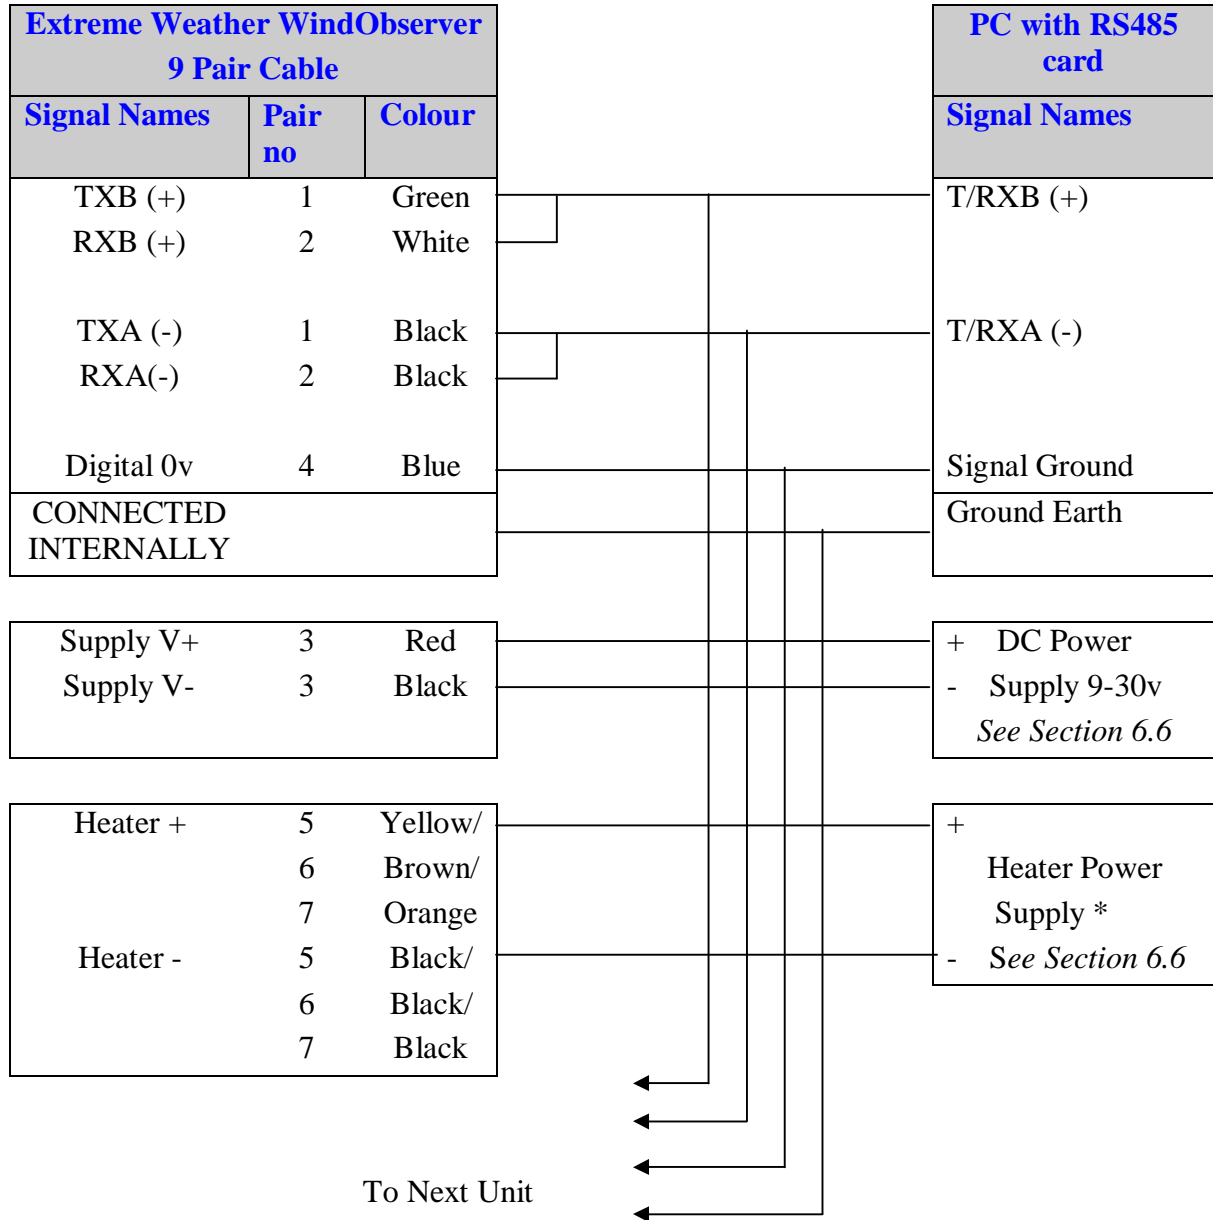 Extreme Weather WindObserver
9 Pair Cable
PC with RS485
card
Signal Names Pair no Colour
Signal Names
TXB (+) 1 Green
T/RXB (+)
RXB (+) 2 White
TXA (-) 1 Black
T/RXA (-)
RXA(-) 2 Black
Digital 0v 4 Blue
Signal Ground
CONNECTED
INTERNALLY
Ground Earth
Supply V+ 3 Red
+ DC Power
Supply V- 3 Black
- Supply 9-30v
See Section 6.6
Heater + 5 Yellow/
+
6 Brown/
Heater Power
7 Orange
Supply *
Heater - 5 Black/
- See Section 6.6
6 Black/
7 Black
To Next Unit